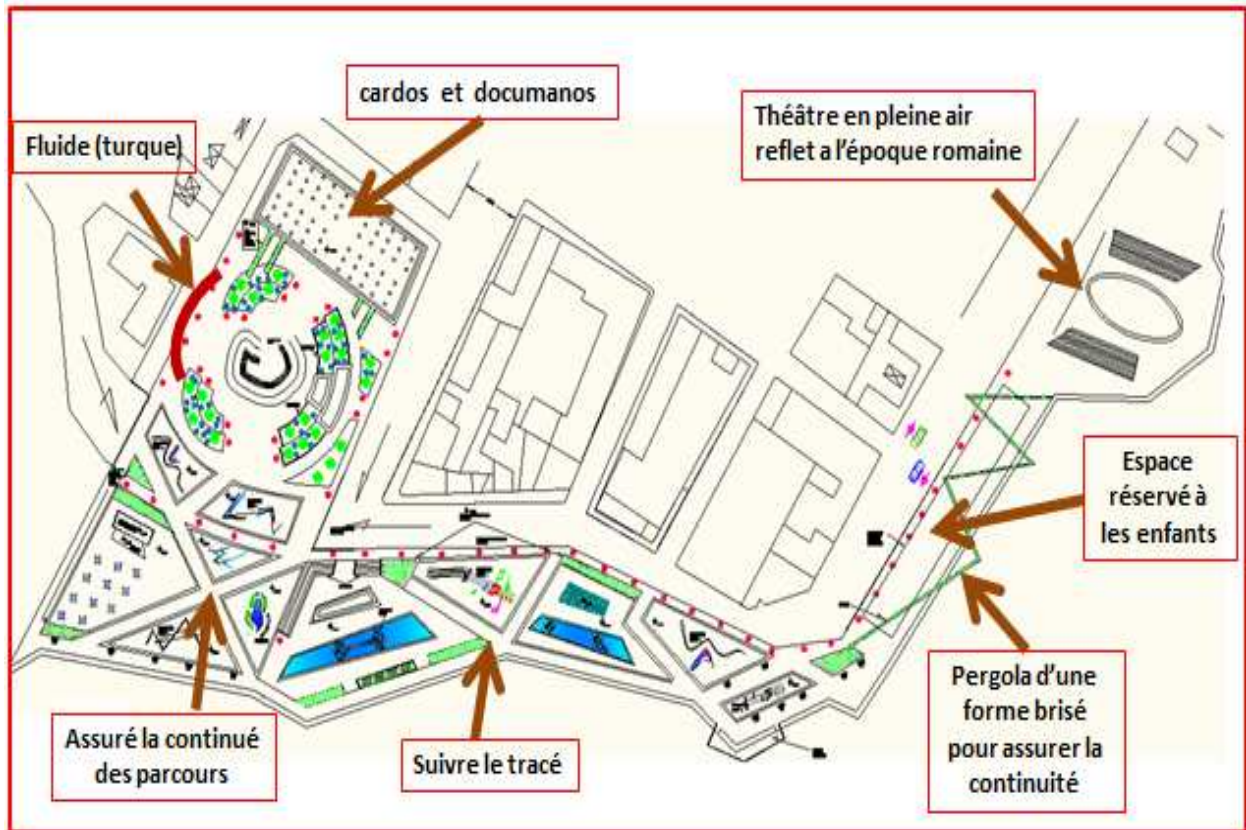 cardos et documanos
Théâtre en pleine air
reflet a l'époque romaine
Fluide (turque)
Espace
réservé à
les enfants
Assuré la continué
des parcours
Suivre le tracé
Pergola d'une
forme brisé
pour assurer la
continuité